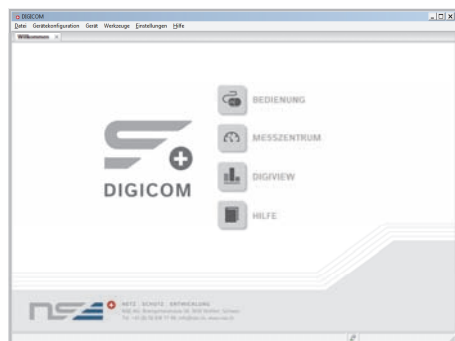 DIGICOM
Datei Gerätekonfiguration Gerät Werkzeuge Einstellungen Hilfe
Willkommen
BEDIENUNG
MESSZENTRUM
DIGIVIEW
HILFE
DIGICOM
NETZ SCHUTZ ENTWICKLUNG